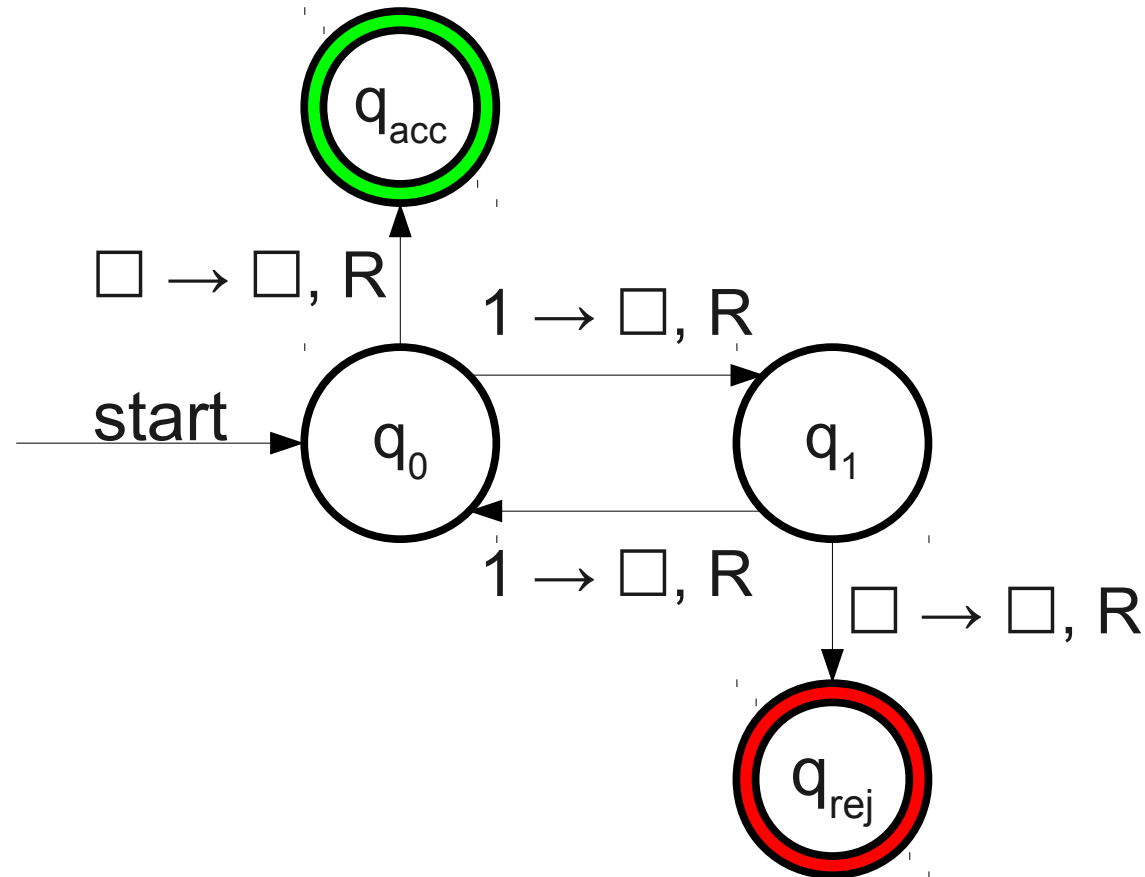 q_acc
□ → □, R
1 → □, R
start
q_0
q_1
1 → □, R
□ → □, R
q_rej